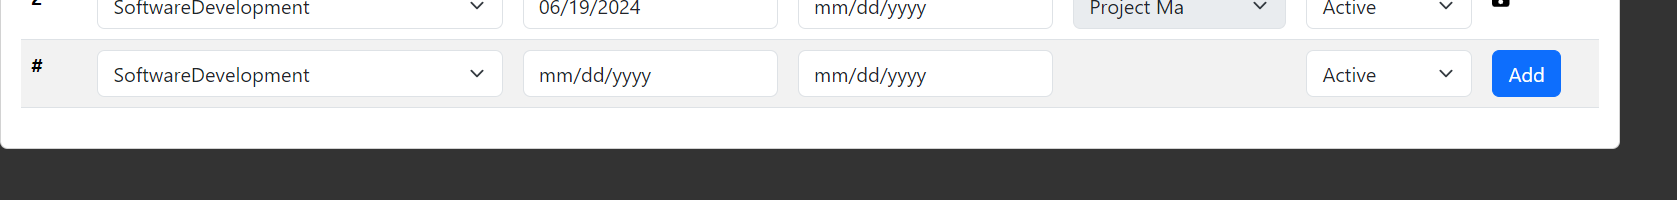 2 SoftwareDevelopment 06/19/2024 mm/dd/yyyy Project Ma Active
# SoftwareDevelopment mm/dd/yyyy mm/dd/yyyy Active Add